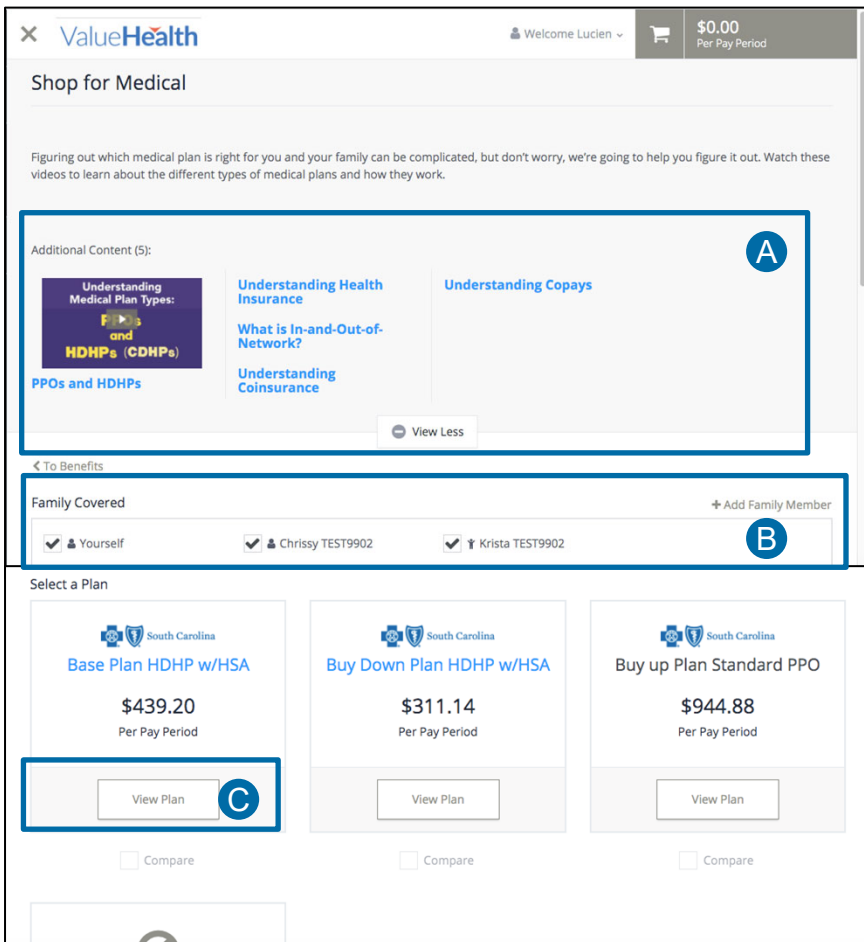 ValueHealth
Welcome Lucien
$0.00
Per Pay Period
Shop for Medical
Figuring out which medical plan is right for you and your family can be complicated, but don't worry, we're going to help you figure it out. Watch these
videos to learn about the different types of medical plans and how they work.
A
Additional Content (5):
Understanding
Medical Plan Types:
PPOs
and
HDHPs (CDHPs)
PPOs and HDHPs
Understanding Health
Insurance
What is In-and-Out-of-
Network?
Understanding
Coinsurance
Understanding Copays
View Less
To Benefits
Family Covered
+ Add Family Member
Yourself
Chrissy TEST9902
Krista TEST9902
B
Select a Plan
South Carolina
Base Plan HDHP w/HSA
$439.20
Per Pay Period
View Plan
C
Compare
South Carolina
Buy Down Plan HDHP w/HSA
$311.14
Per Pay Period
View Plan
Compare
South Carolina
Buy up Plan Standard PPO
$944.88
Per Pay Period
View Plan
Compare